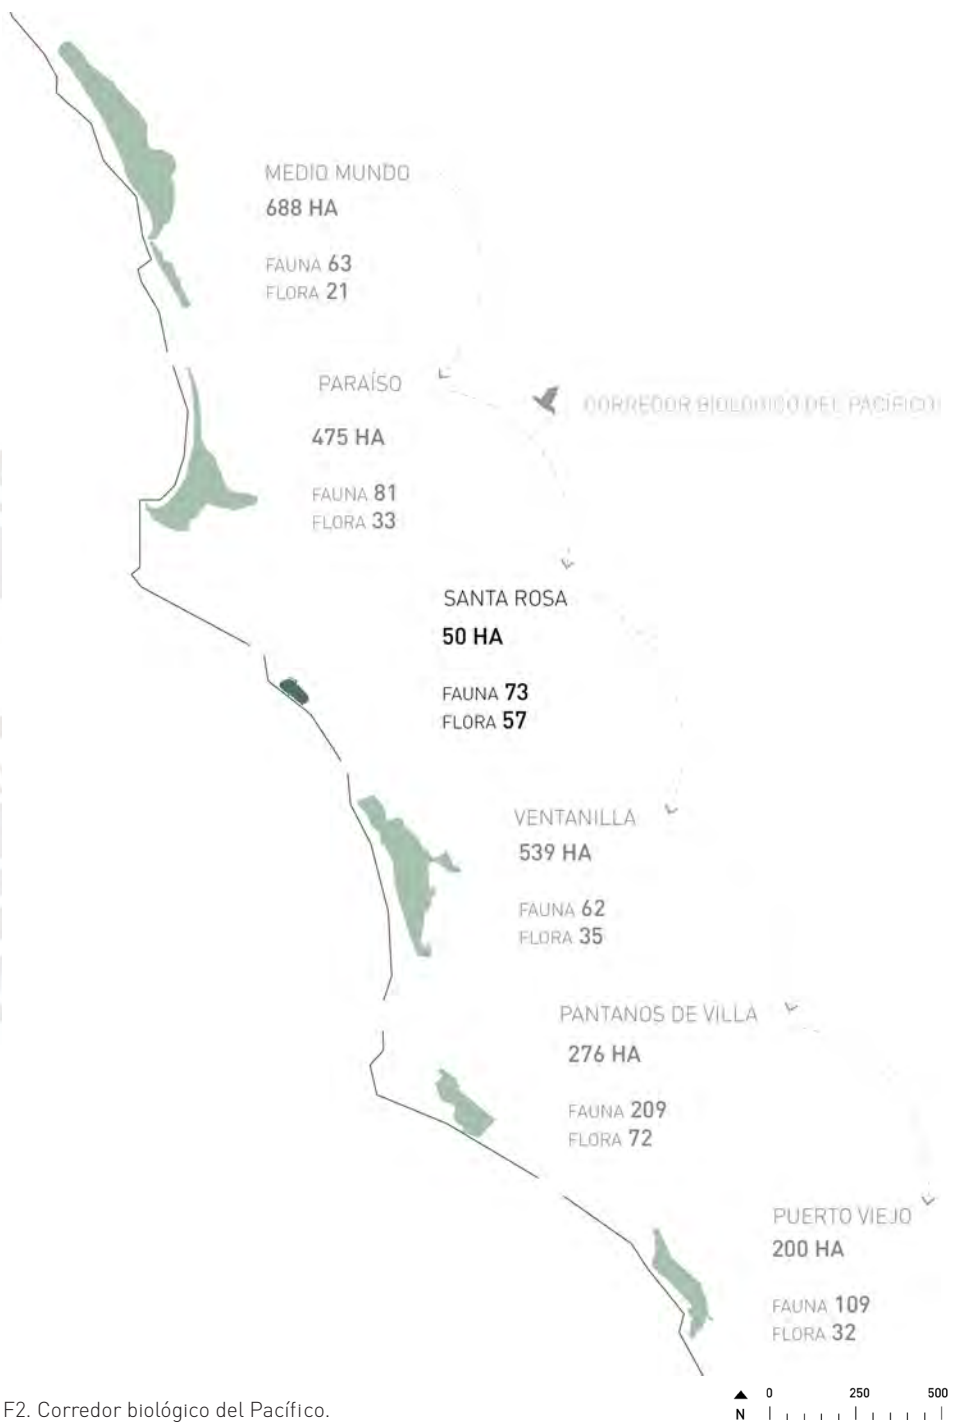 MEDIO MUNDO
688 HA
FAUNA 63
FLORA 21
PARAÍSO
475 HA
FAUNA 81
FLORA 33
CORREDOR BIOLÓGICO DEL PACÍFICO
SANTA ROSA
50 HA
FAUNA 73
FLORA 57
VENTANILLA
539 HA
FAUNA 62
FLORA 35
PANTANOS DE VILLA
276 HA
FAUNA 209
FLORA 72
PUERTO VIEJO
200 HA
FAUNA 109
FLORA 32
0 250 500
N
F2. Corredor biológico del Pacífico.